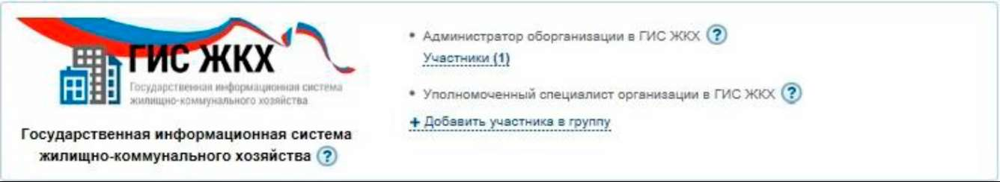 ГИС ЖКХ
Государственная информационная система
жилищно-коммунального хозяйства
Государственная информационная система
жилищно-коммунального хозяйства ?
• Администратор оборганизации в ГИС ЖКХ ?
Участники (1)
• Уполномоченный специалист организации в ГИС ЖКХ ?
+ Добавить участника в группу